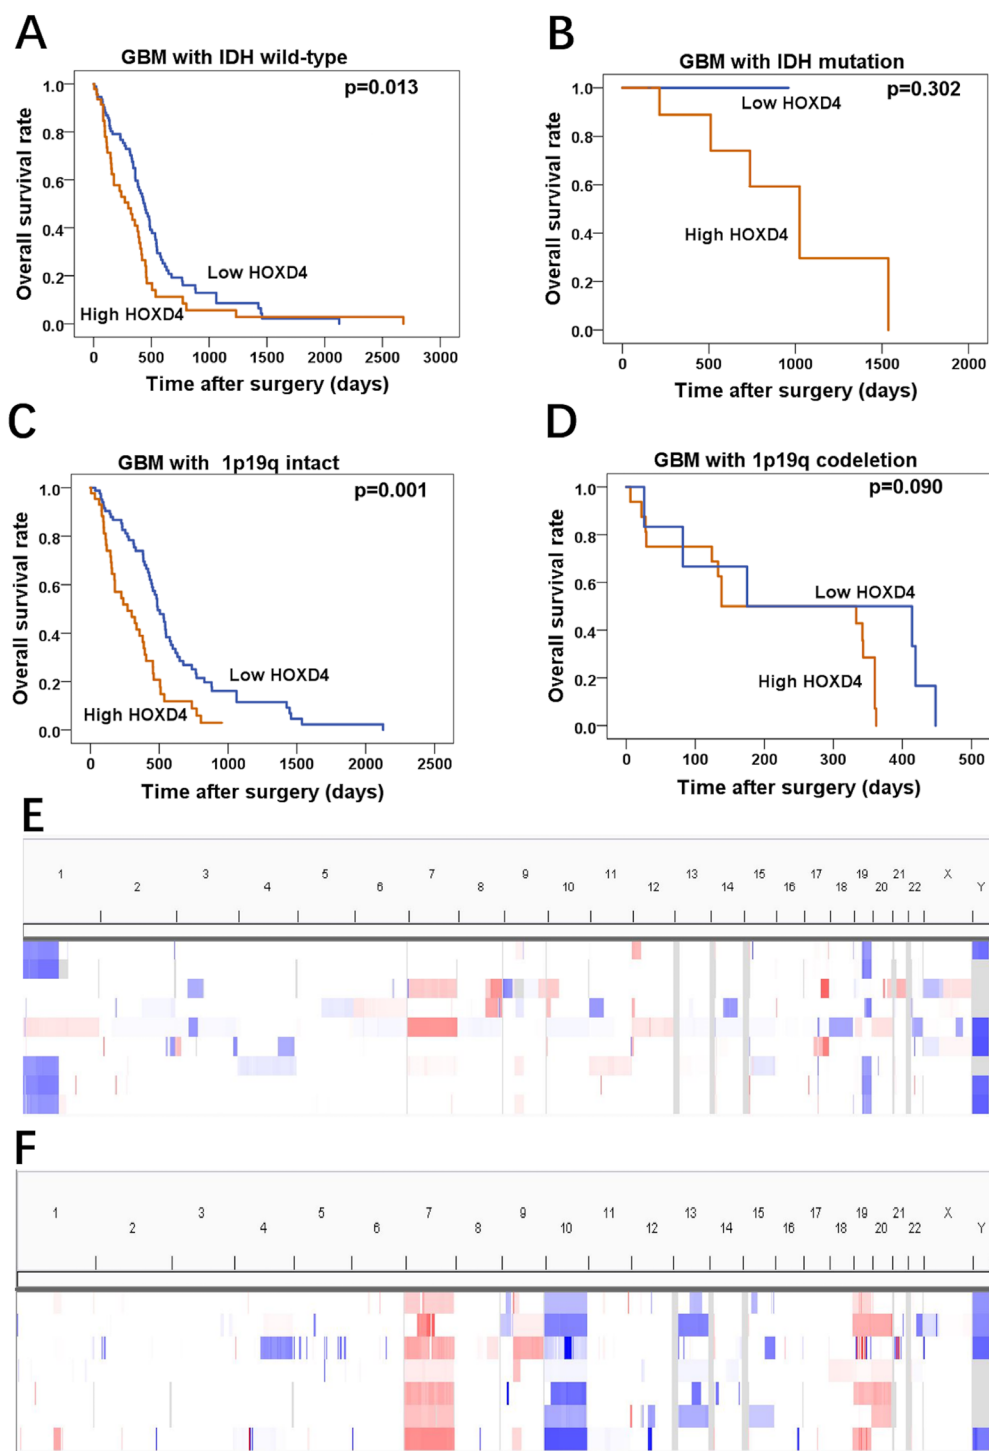 A
GBM with IDH wild-type
p=0.013
Overall survival rate
1.0
0.8
0.6
0.4
0.2
0.0
Low HOXD4
High HOXD4
0 500 1000 1500 2000 2500 3000
Time after surgery (days)
B
GBM with IDH mutation
p=0.302
Overall survival rate
1.0
0.8
0.6
0.4
0.2
0.0
Low HOXD4
High HOXD4
0 500 1000 1500 2000
Time after surgery (days)
C
GBM with 1p19q intact
p=0.001
Overall survival rate
1.0
0.8
0.6
0.4
0.2
0.0
Low HOXD4
High HOXD4
0 500 1000 1500 2000 2500
Time after surgery (days)
D
GBM with 1p19q codeletion
p=0.090
Overall survival rate
1.0
0.8
0.6
0.4
0.2
0.0
Low HOXD4
High HOXD4
0 100 200 300 400 500
Time after surgery (days)
E
1 2 3 4 5 6 7 8 9 10 11 12 13 14 15 16 17 18 19 20 21 22 X Y
F
1 2 3 4 5 6 7 8 9 10 11 12 13 14 15 16 17 18 19 20 21 22 X Y